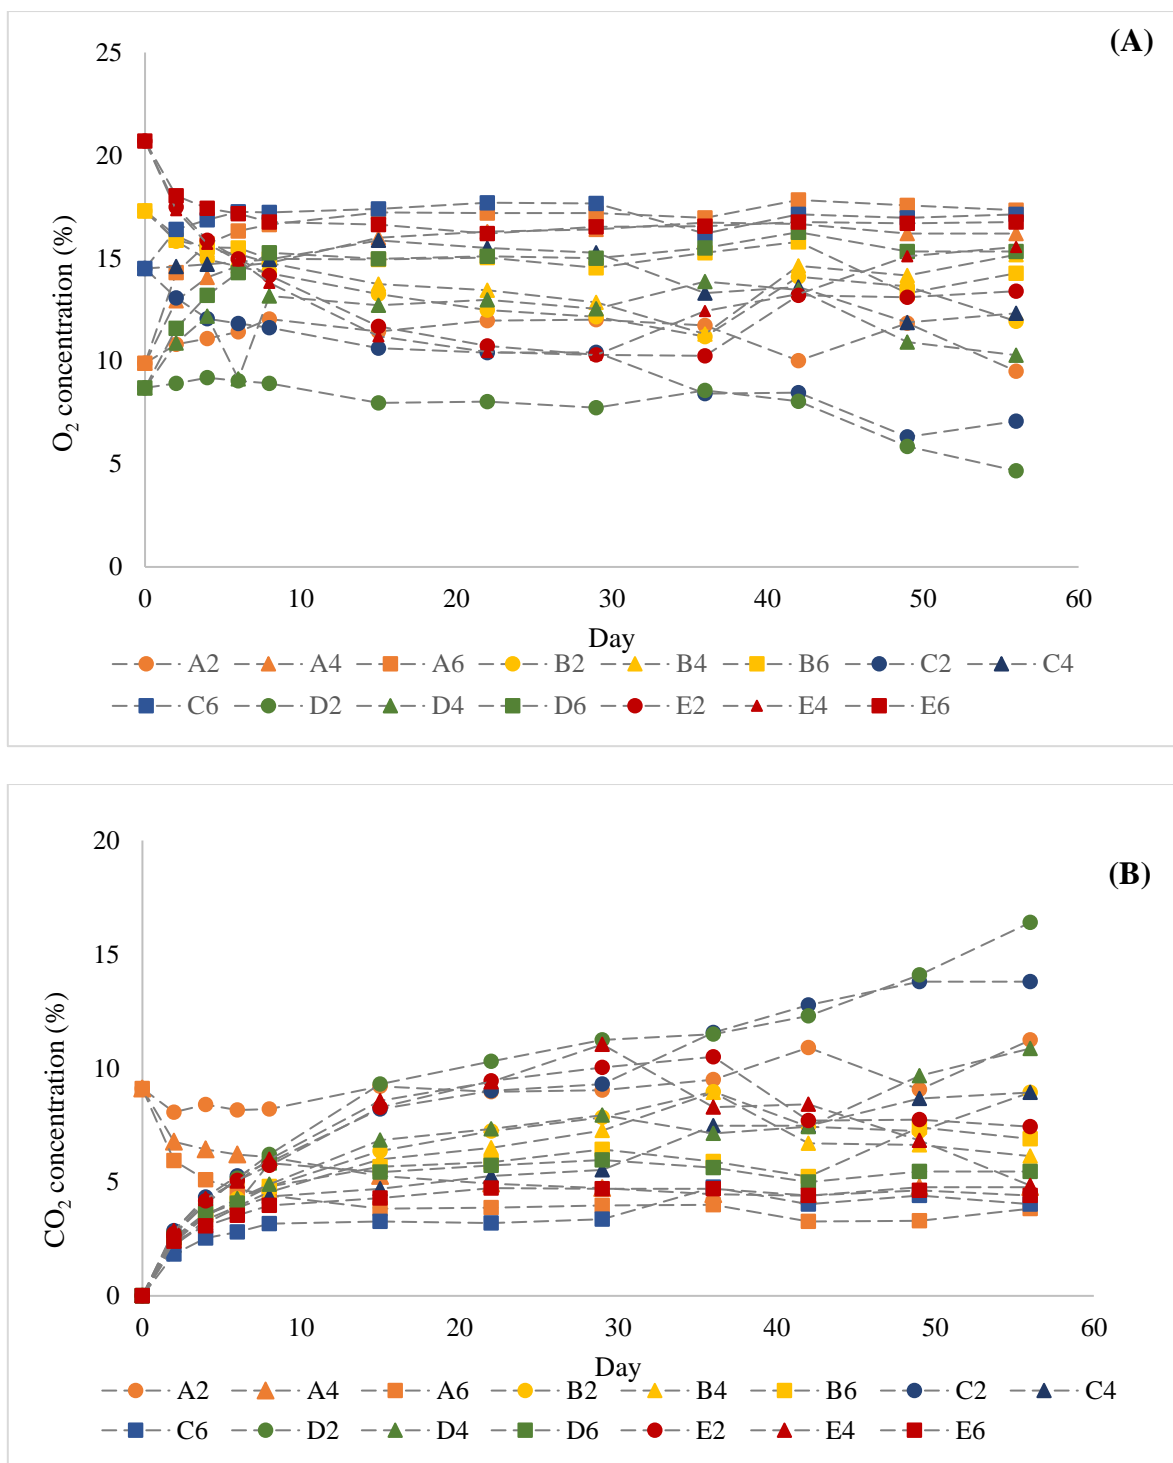 (A)
25
20
15
10
5
0
O2 concentration (%)
0 10 20 30 40 50 60
Day
A2 A4 A6 B2 B4 B6 C2 C4
C6 D2 D4 D6 E2 E4 E6
(B)
20
15
10
5
0
CO2 concentration (%)
0 10 20 30 40 50 60
Day
A2 A4 A6 B2 B4 B6 C2 C4
C6 D2 D4 D6 E2 E4 E6